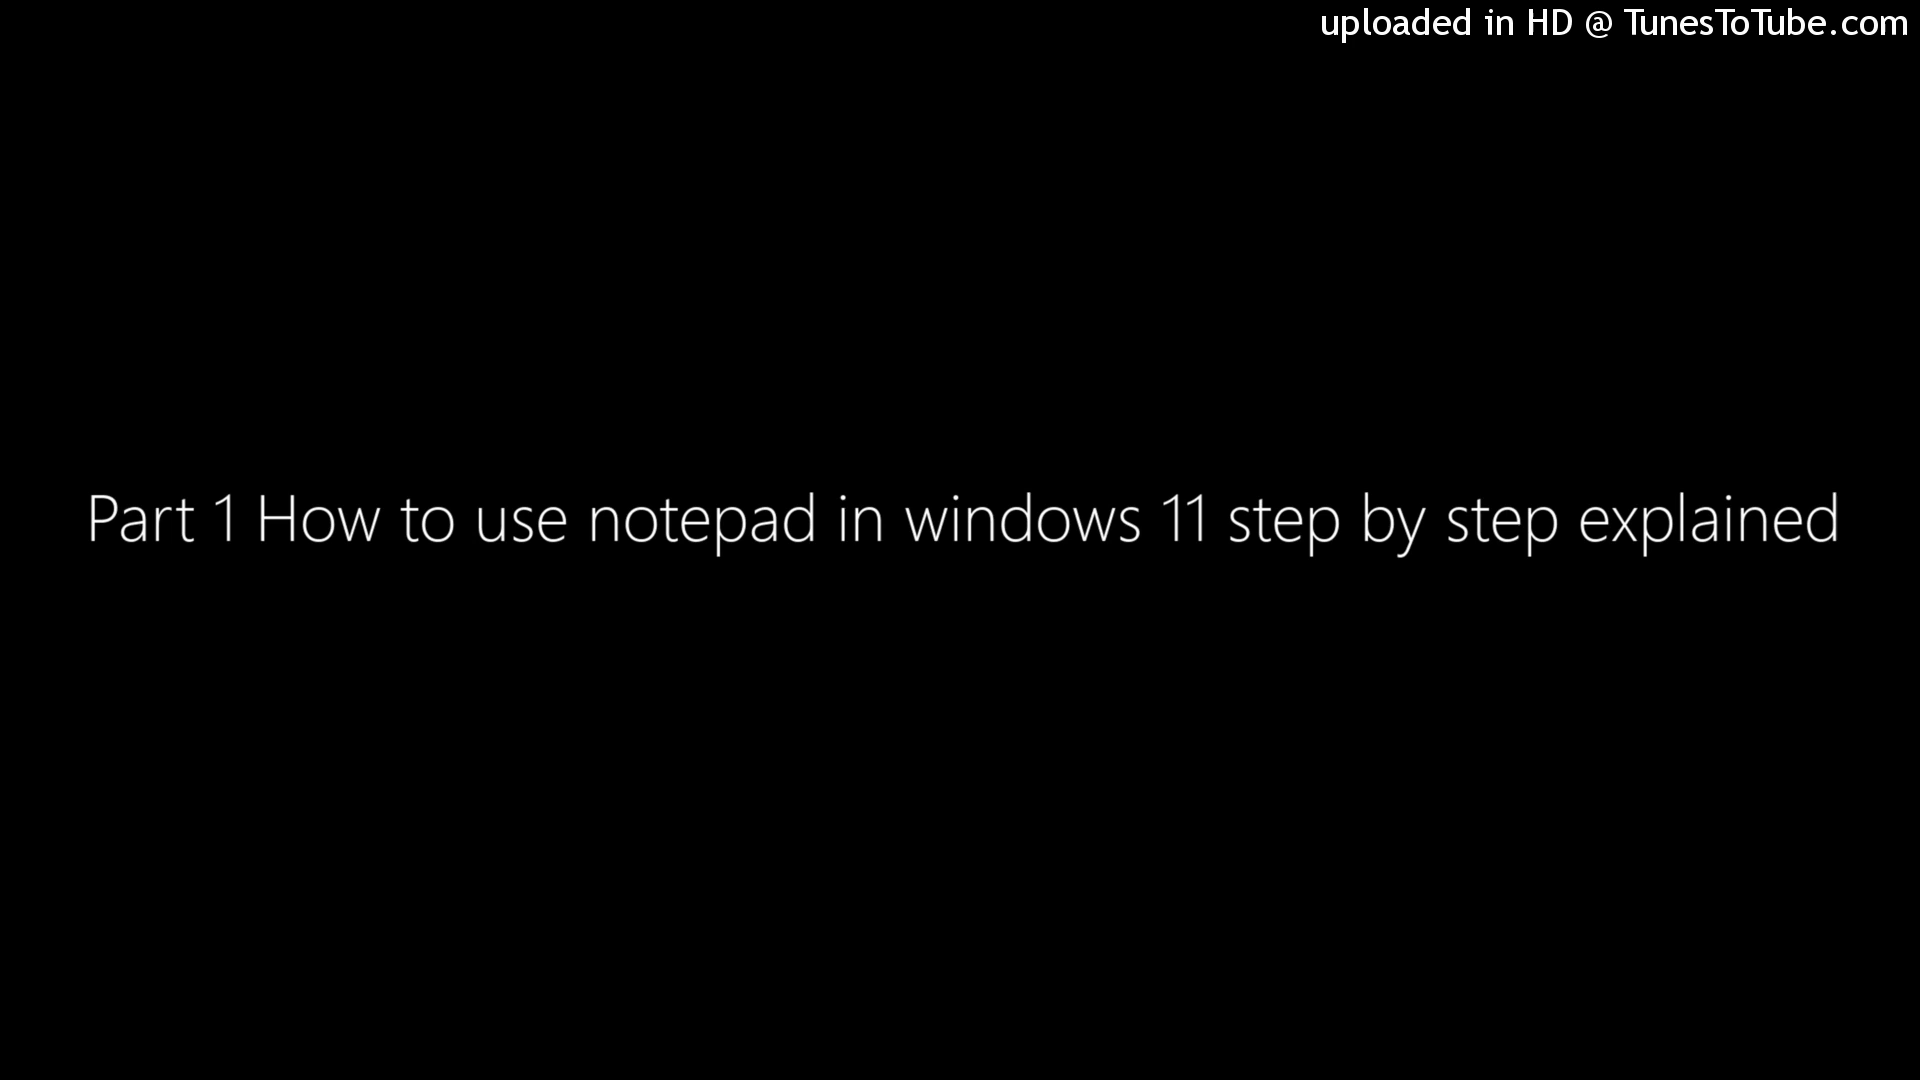 uploaded in HD @ TunesToTube.com
Part 1 How to use notepad in windows 11 step by step explained